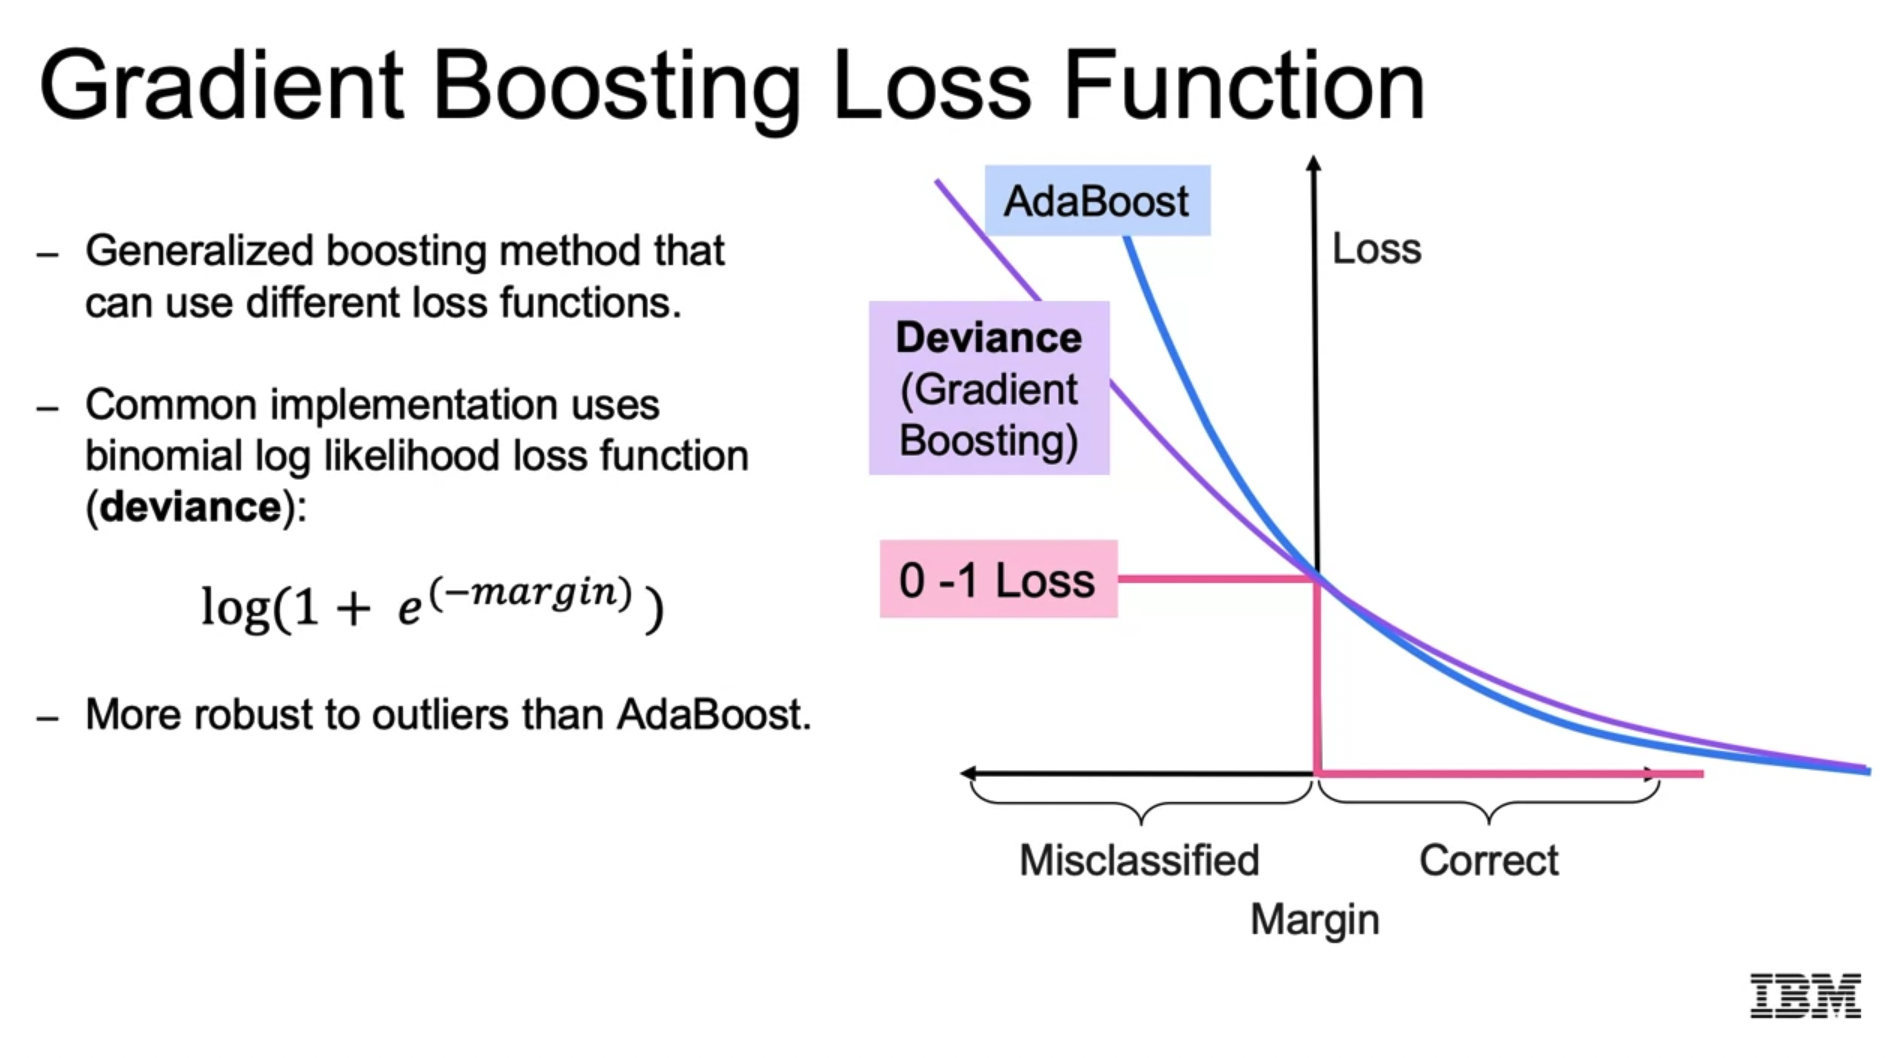 Gradient Boosting Loss Function
– Generalized boosting method that
can use different loss functions.
– Common implementation uses
binomial log likelihood loss function
(deviance):
log(1 + e^(−margin))
– More robust to outliers than AdaBoost.
AdaBoost
Loss
Deviance
(Gradient
Boosting)
0 -1 Loss
Misclassified
Correct
Margin
IBM